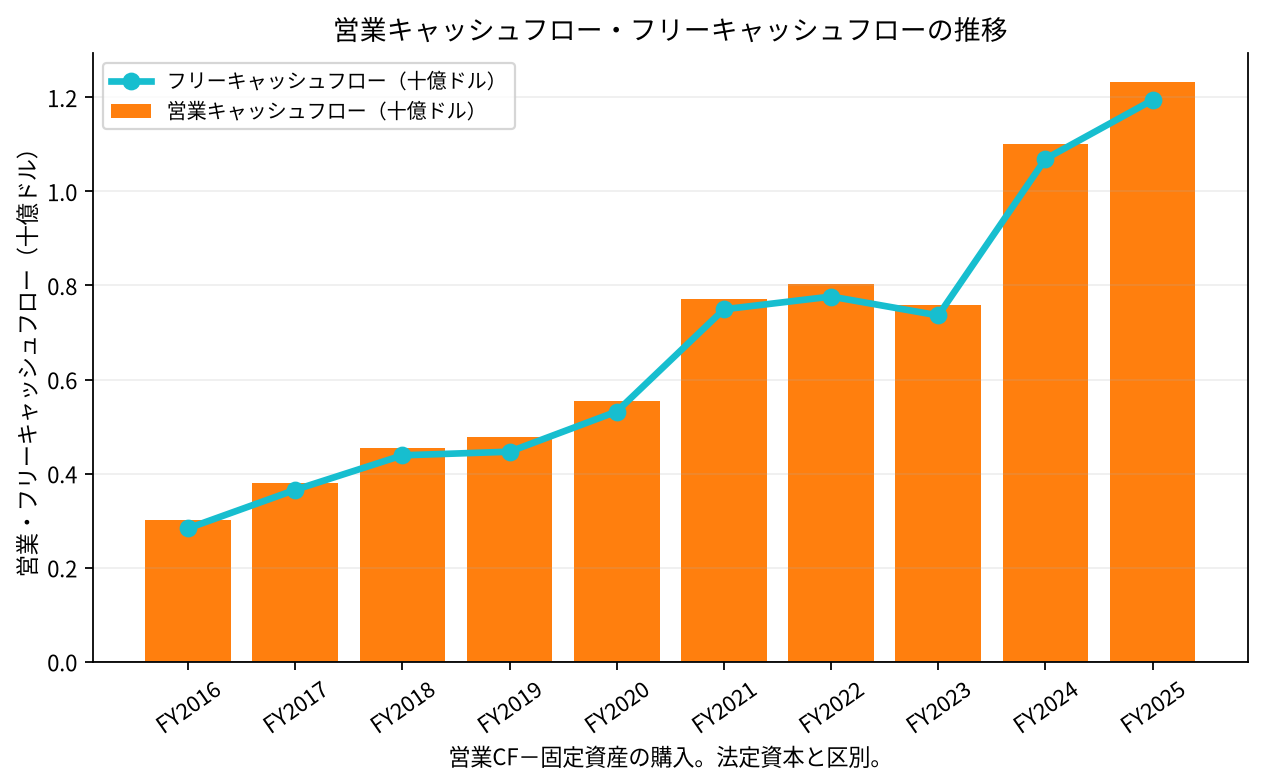 営業キャッシュフロー・フリーキャッシュフローの推移
フリーキャッシュフロー（十億ドル）
営業キャッシュフロー（十億ドル）
営業・フリーキャッシュフロー（十億ドル）
1.2
1.0
0.8
0.6
0.4
0.2
0.0
FY2016
FY2017
FY2018
FY2019
FY2020
FY2021
FY2022
FY2023
FY2024
FY2025
営業CF−固定資産の購入。法定資本と区別。